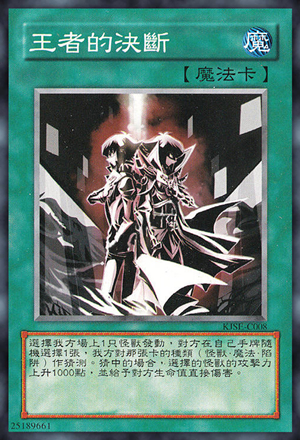 王者的決斷
魔
【魔法卡】
KJSE-C008
選擇我方場上1只怪獸發動，對方在自己手牌隨
機選擇1張，我方對那張卡的種類（怪獸·魔法·陷
阱）作猜測。猜中的場合，選擇的怪獸的攻擊力
上升1000點，並給予對方生命值直接傷害。
25189661